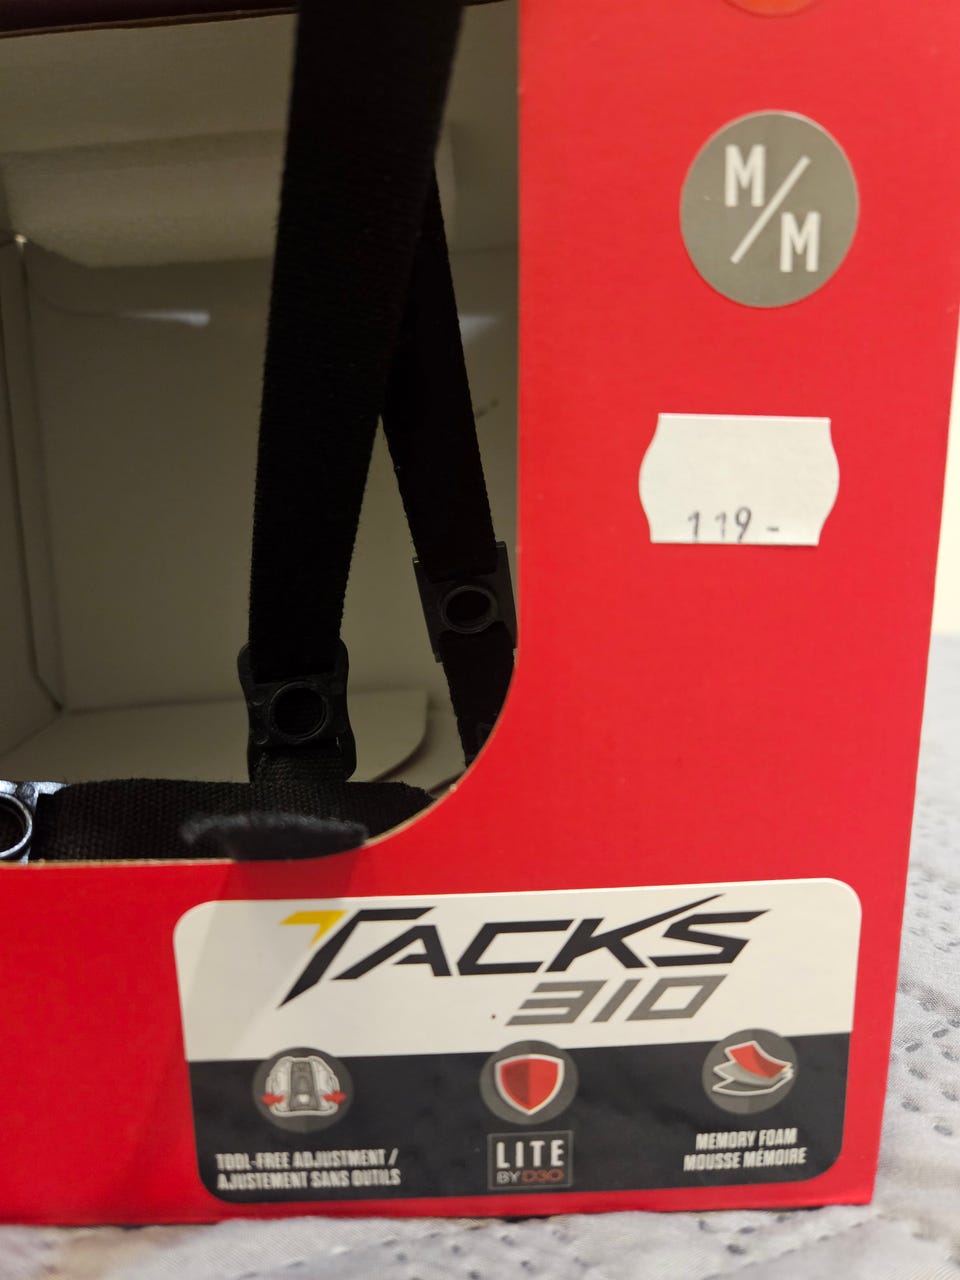 M/M
119-
TACKS
310
TOOL-FREE ADJUSTMENT /
AJUSTEMENT SANS OUTILS
LITE
BY D3O
MEMORY FOAM
MOUSSE MÉMOIRE